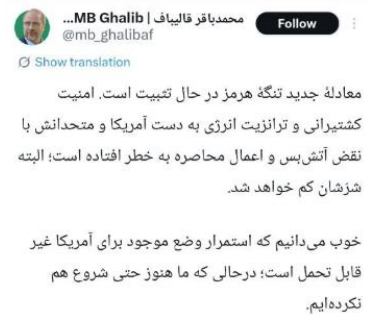 محمدباقر قالیباف | MB Ghalib...
@mb_ghalibaf
Follow
Show translation
معادلهٔ جدید تنگهٔ هرمز در حال تثبیت است. امنیت
کشتیرانی و ترانزیت انرژی به دست آمریکا و متحدانش با
نقض آتش‌بس و اعمال محاصره به خطر افتاده است؛ البته
شرّشان کم خواهد شد.
خوب می‌دانیم که استمرار وضع موجود برای آمریکا غیر
قابل تحمل است؛ درحالی که ما هنوز حتی شروع هم
نکرده‌ایم.